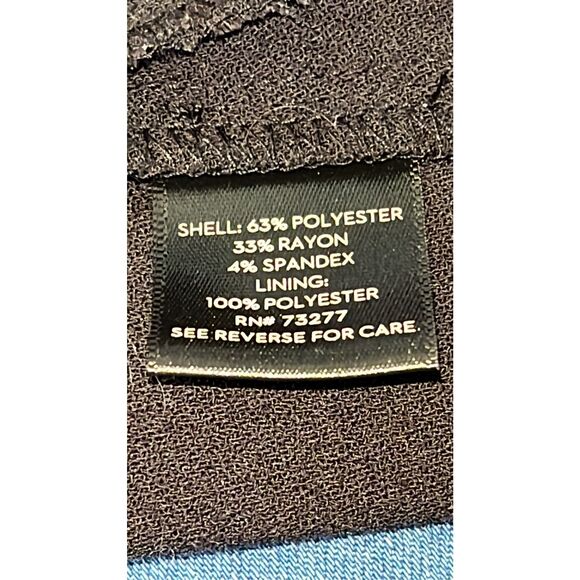 SHELL: 63% POLYESTER
33% RAYON
4% SPANDEX
LINING:
100% POLYESTER
RN# 73277
SEE REVERSE FOR CARE